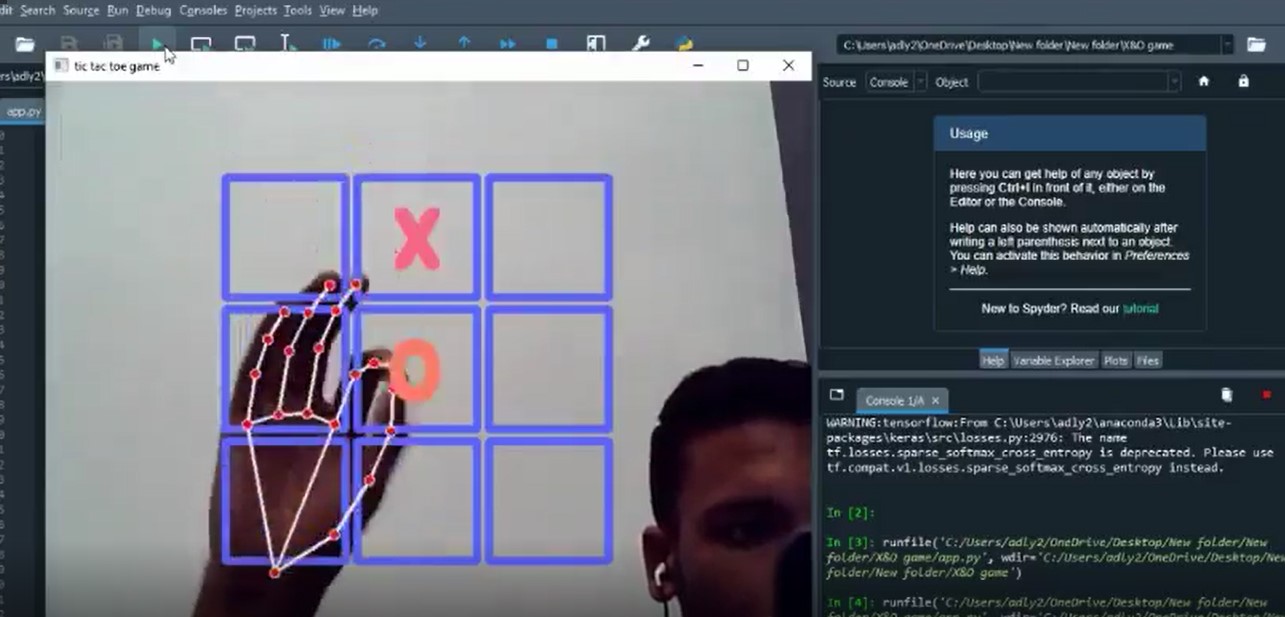 dit Search Source Run Debug Consoles Projects Tools View Help
C:\Users\adly2\OneDrive\Desktop\New folder\New folder\X&O game
tic tac toe game
rs\adly2\
app.py
X
O
Source Console Object
Usage
Here you can get help of any object by
pressing Ctrl+I in front of it, either on the
Editor or the Console.
Help can also be shown automatically after
writing a left parenthesis next to an object.
You can activate this behavior in Preferences
> Help.
New to Spyder? Read our tutorial
Help Variable Explorer Plots Files
Console 1/A
WARNING:tensorflow:From C:\Users\adly2\anaconda3\Lib\site-
packages\keras\src\losses.py:2976: The name
tf.losses.sparse_softmax_cross_entropy is deprecated. Please use
tf.compat.v1.losses.sparse_softmax_cross_entropy instead.
In [2]:
In [3]: runfile('C:/Users/adly2/OneDrive/Desktop/New folder/New
folder/X&O game/app.py', wdir='C:/Users/adly2/OneDrive/Desktop/New
folder/New folder/X&O game')
In [4]: runfile('C:/Users/adly2/OneDrive/Desktop/New folder/New